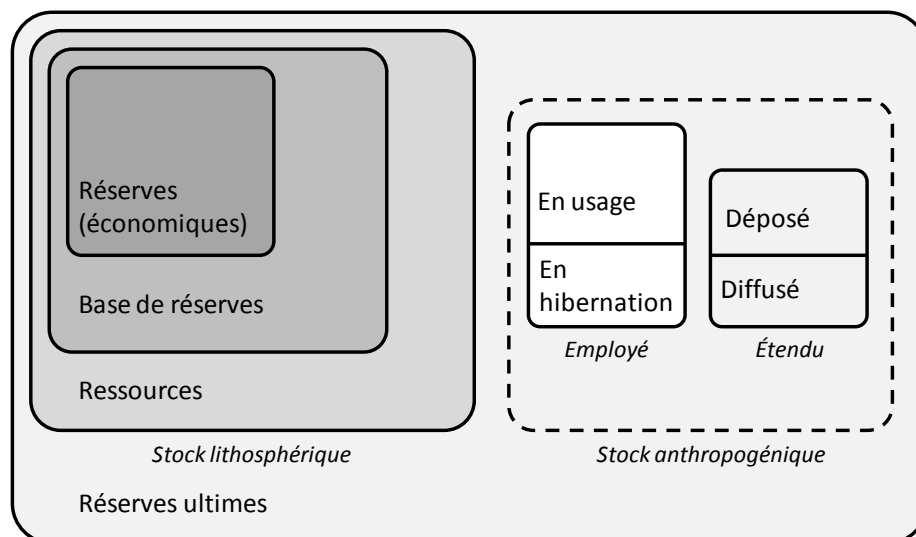 Réserves
(économiques)
Base de réserves
Ressources
Stock lithosphérique
En usage
En
hibernation
Employé
Déposé
Diffusé
Étendu
Stock anthropogénique
Réserves ultimes